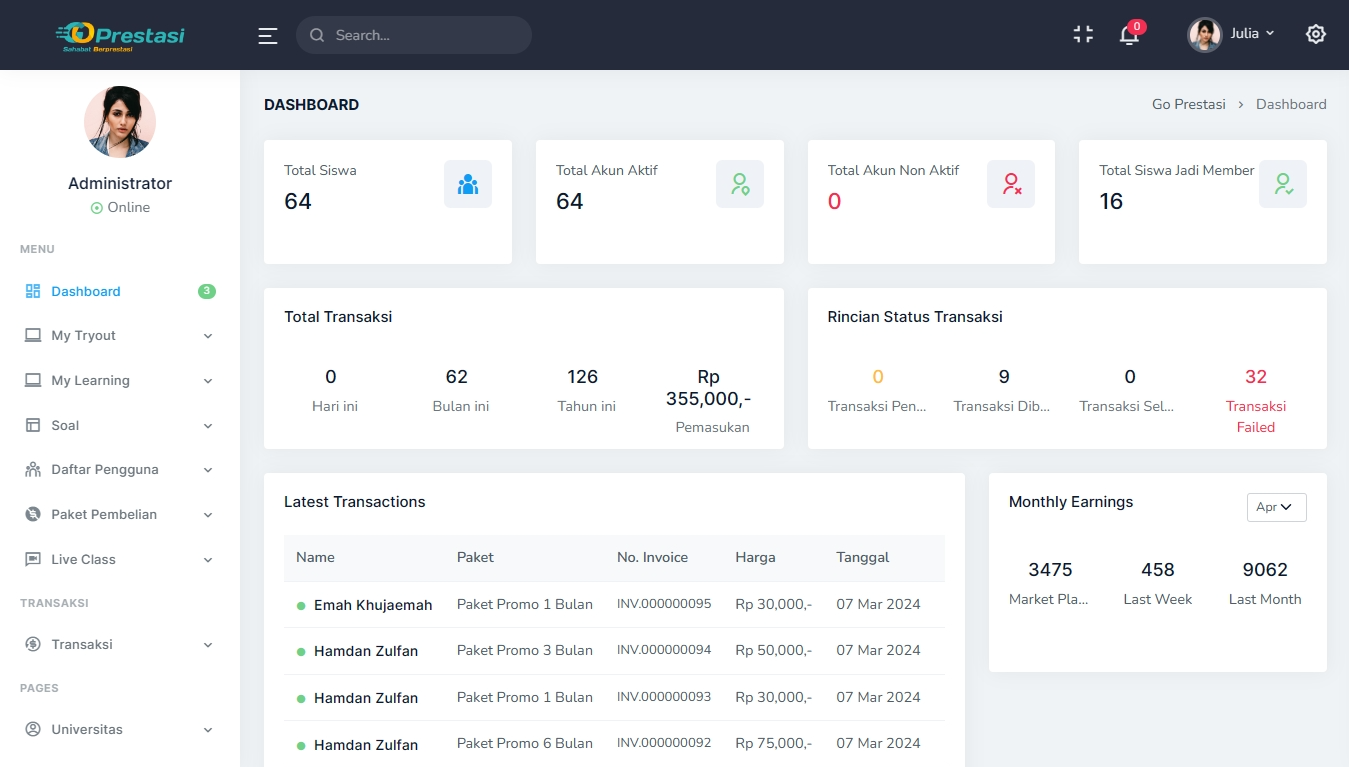 GOPrestasi
Sahabat Berprestasi
Search...
0
Julia
Administrator
Online
MENU
Dashboard
3
My Tryout
My Learning
Soal
Daftar Pengguna
Paket Pembelian
Live Class
TRANSAKSI
Transaksi
PAGES
Universitas
DASHBOARD
Go Prestasi > Dashboard
Total Siswa
64
Total Akun Aktif
64
Total Akun Non Aktif
0
Total Siswa Jadi Member
16
Total Transaksi
0
Hari ini
62
Bulan ini
126
Tahun ini
Rp
355,000,-
Pemasukan
Rincian Status Transaksi
0
Transaksi Pen...
9
Transaksi Dib...
0
Transaksi Sel...
32
Transaksi
Failed
Latest Transactions
Name Paket No. Invoice Harga Tanggal
Emah Khujaemah Paket Promo 1 Bulan INV.000000095 Rp 30,000,- 07 Mar 2024
Hamdan Zulfan Paket Promo 3 Bulan INV.000000094 Rp 50,000,- 07 Mar 2024
Hamdan Zulfan Paket Promo 1 Bulan INV.000000093 Rp 30,000,- 07 Mar 2024
Hamdan Zulfan Paket Promo 6 Bulan INV.000000092 Rp 75,000,- 07 Mar 2024
Monthly Earnings
Apr
3475
Market Pla...
458
Last Week
9062
Last Month